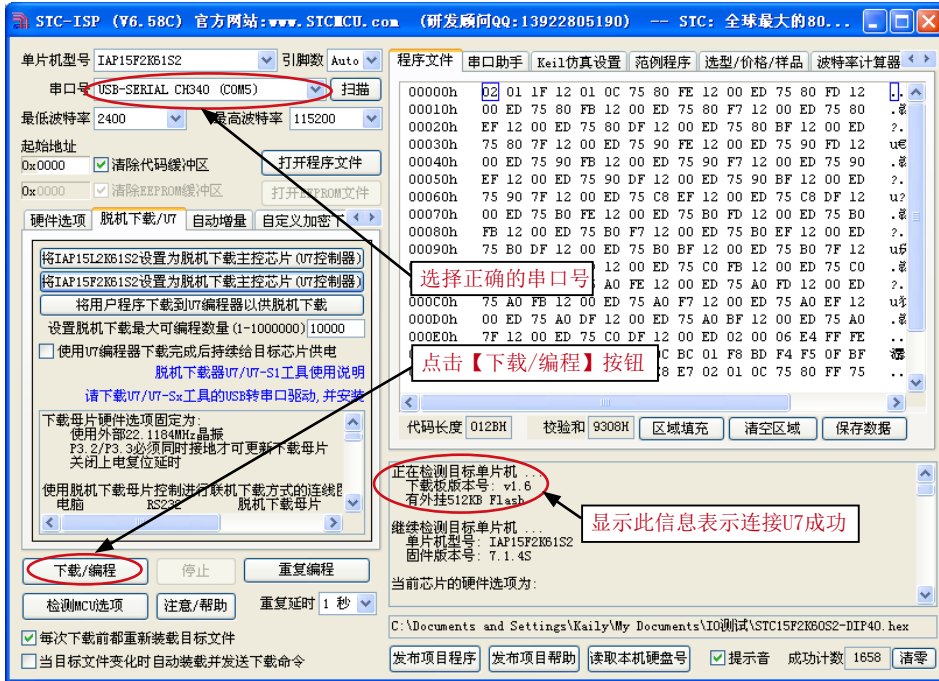 STC-ISP (V6.58C) 官方网站:www.STCMCU.com (研发顾问QQ:13922805190) -- STC: 全球最大的80...
单片机型号 IAP15F2K61S2 引脚数 Auto
串口号 USB-SERIAL CH340 (COM5) 扫描
最低波特率 2400 最高波特率 115200
起始地址
0x0000 清除代码缓冲区 打开程序文件
0x0000 清除EEPROM缓冲区 打开EEPROM文件
硬件选项 脱机下载/U7 自动增量 自定义加密下
将IAP15L2K61S2设置为脱机下载主控芯片(U7控制器)
将IAP15F2K61S2设置为脱机下载主控芯片(U7控制器)
将用户程序下载到U7编程器以供脱机下载
设置脱机下载最大可编程数量(1-1000000) 10000
使用U7编程器下载完成后持续给目标芯片供电
脱机下载器U7/U7-S1工具使用说明
请下载U7/U7-Sx工具的USB转串口驱动,并安装
下载母片硬件选项固定为:
使用外部22.1184MHz晶振
P3.2/P3.3必须同时接地才可更新下载母片
关闭上电复位延时
使用脱机下载母片控制进行联机下载方式的连线
电脑 RS232 脱机下载母片
下载/编程 停止 重复编程
检测MCU选项 注意/帮助 重复延时 1 秒
每次下载前都重新装载目标文件
当目标文件变化时自动装载并发送下载命令
程序文件 串口助手 Keil仿真设置 范例程序 选型/价格/样品 波特率计算器
00000h 02 01 1F 12 01 0C 75 80 FE 12 00 ED 75 80 FD 12
00010h 00 ED 75 80 FB 12 00 ED 75 80 F7 12 00 ED 75 80
00020h EF 12 00 ED 75 80 DF 12 00 ED 75 80 BF 12 00 ED
00030h 75 80 7F 12 00 ED 75 90 FE 12 00 ED 75 90 FD 12 u€
00040h 00 ED 75 90 FB 12 00 ED 75 90 F7 12 00 ED 75 90
00050h EF 12 00 ED 75 90 DF 12 00 ED 75 90 BF 12 00 ED ?.
00060h 75 90 7F 12 00 ED 75 C8 EF 12 00 ED 75 C8 DF 12 u?
00070h 00 ED 75 B0 FE 12 00 ED 75 B0 FD 12 00 ED 75 B0
00080h FB 12 00 ED 75 B0 F7 12 00 ED 75 B0 EF 12 00 ED ?.
00090h 75 B0 DF 12 00 ED 75 B0 BF 12 00 ED 75 B0 7F 12
12 00 ED 75 C0 FB 12 00 ED 75 C0
选择正确的串口号
A0 FE 12 00 ED 75 A0 FD 12 00 ED ?.
000C0h 75 A0 FB 12 00 ED 75 A0 F7 12 00 ED 75 A0 EF 12
000D0h 00 ED 75 A0 DF 12 00 ED 75 A0 BF 12 00 ED 75 A0
000E0h 7F 12 00 ED 75 C0 DF 12 00 ED 02 00 06 E4 FF FE ..
BC 01 F8 BD F4 F5 0F BF
点击【下载/编程】按钮
E7 02 01 0C 75 80 FF 75 ..
代码长度 012BH 校验和 9308H 区域填充 清空区域 保存数据
正在检测目标单片机 ...
下载板版本号: v1.6
有外挂512KB Flash
显示此信息表示连接U7成功
继续检测目标单片机 ...
单片机型号: IAP15F2K61S2
固件版本号: 7.1.4S
当前芯片的硬件选项为:
C:\Documents and Settings\Kaily\My Documents\IO测试\STC15F2K60S2-DIP40.hex
发布项目程序 发布项目帮助 读取本机硬盘号 提示音 成功计数 1658 清零